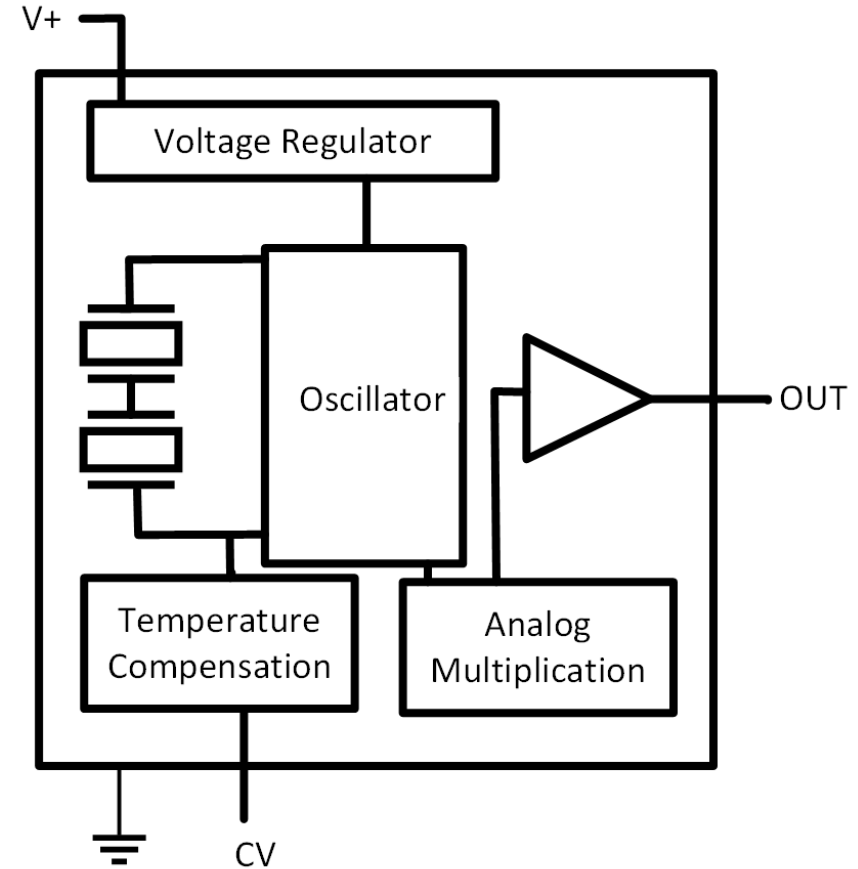 V+
Voltage Regulator
Oscillator
OUT
Temperature
Compensation
Analog
Multiplication
CV